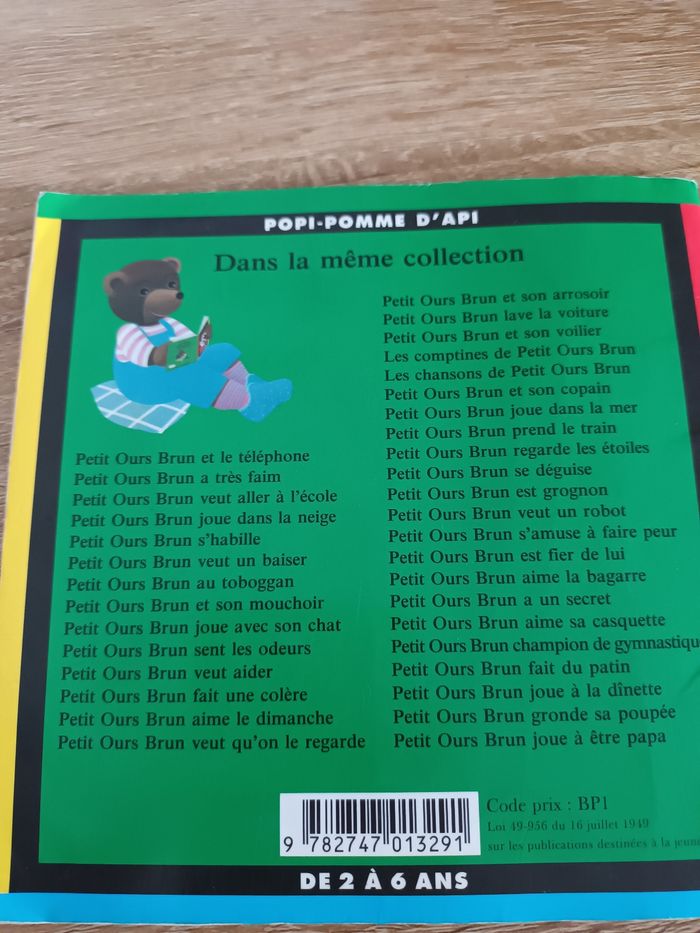 POPI-POMME D'API
Dans la même collection
Petit Ours Brun et le téléphone
Petit Ours Brun a très faim
Petit Ours Brun veut aller à l'école
Petit Ours Brun joue dans la neige
Petit Ours Brun s'habille
Petit Ours Brun veut un baiser
Petit Ours Brun au toboggan
Petit Ours Brun et son mouchoir
Petit Ours Brun joue avec son chat
Petit Ours Brun sent les odeurs
Petit Ours Brun veut aider
Petit Ours Brun fait une colère
Petit Ours Brun aime le dimanche
Petit Ours Brun veut qu'on le regarde
Petit Ours Brun et son arrosoir
Petit Ours Brun lave la voiture
Petit Ours Brun et son voilier
Les comptines de Petit Ours Brun
Les chansons de Petit Ours Brun
Petit Ours Brun et son copain
Petit Ours Brun joue dans la mer
Petit Ours Brun prend le train
Petit Ours Brun regarde les étoiles
Petit Ours Brun se déguise
Petit Ours Brun est grognon
Petit Ours Brun veut un robot
Petit Ours Brun s'amuse à faire peur
Petit Ours Brun est fier de lui
Petit Ours Brun aime la bagarre
Petit Ours Brun a un secret
Petit Ours Brun aime sa casquette
Petit Ours Brun champion de gymnastiqu
Petit Ours Brun fait du patin
Petit Ours Brun joue à la dînette
Petit Ours Brun gronde sa poupée
Petit Ours Brun joue à être papa
9 782747 013291
Code prix : BP1
Loi 49-956 du 16 juillet 1949
sur les publications destinées à la jeune
DE 2 À 6 ANS